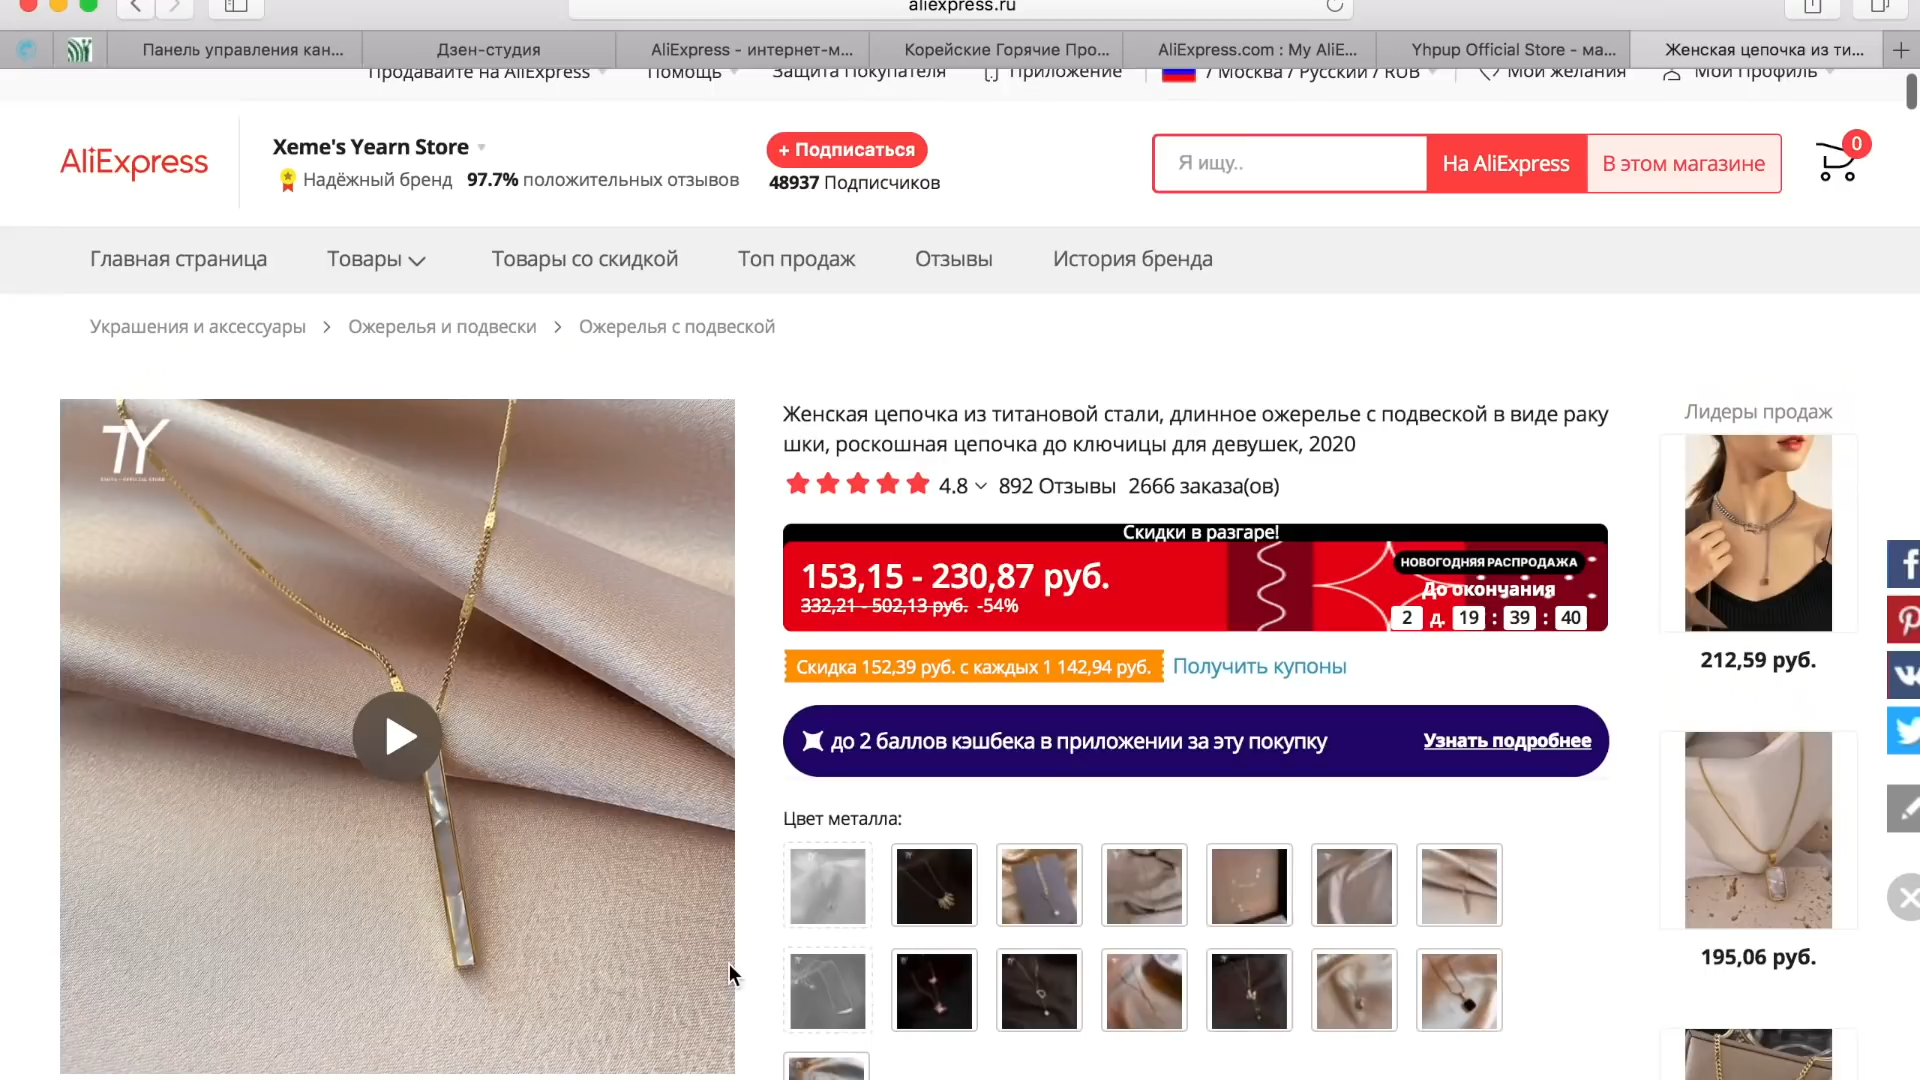 aliexpress.ru
Панель управления кан...
Дзен-студия
AliExpress - интернет-м...
Корейские Горячие Про...
AliExpress.com : My AliE...
Yhpup Official Store - ма...
Женская цепочка из ти...
Продавайте на AliExpress
Помощь
Защита Покупателя
Приложение
/ Москва / Русский / RUB
Мои желания
Мой Профиль
AliExpress
Xeme's Yearn Store
Надёжный бренд 97.7% положительных отзывов
+ Подписаться
48937 Подписчиков
Я ищу..
На AliExpress
В этом магазине
0
Главная страница
Товары
Товары со скидкой
Топ продаж
Отзывы
История бренда
Украшения и аксессуары > Ожерелья и подвески > Ожерелья с подвеской
TY
Женская цепочка из титановой стали, длинное ожерелье с подвеской в виде раку
шки, роскошная цепочка до ключицы для девушек, 2020
4.8 892 Отзывы 2666 заказа(ов)
Скидки в разгаре!
153,15 - 230,87 руб.
332,21 - 502,13 руб. -54%
НОВОГОДНЯЯ РАСПРОДАЖА
До окончания
2 д. 19 : 39 : 40
Скидка 152,39 руб. с каждых 1 142,94 руб.
Получить купоны
до 2 баллов кэшбека в приложении за эту покупку
Узнать подробнее
Цвет металла:
Лидеры продаж
212,59 руб.
195,06 руб.